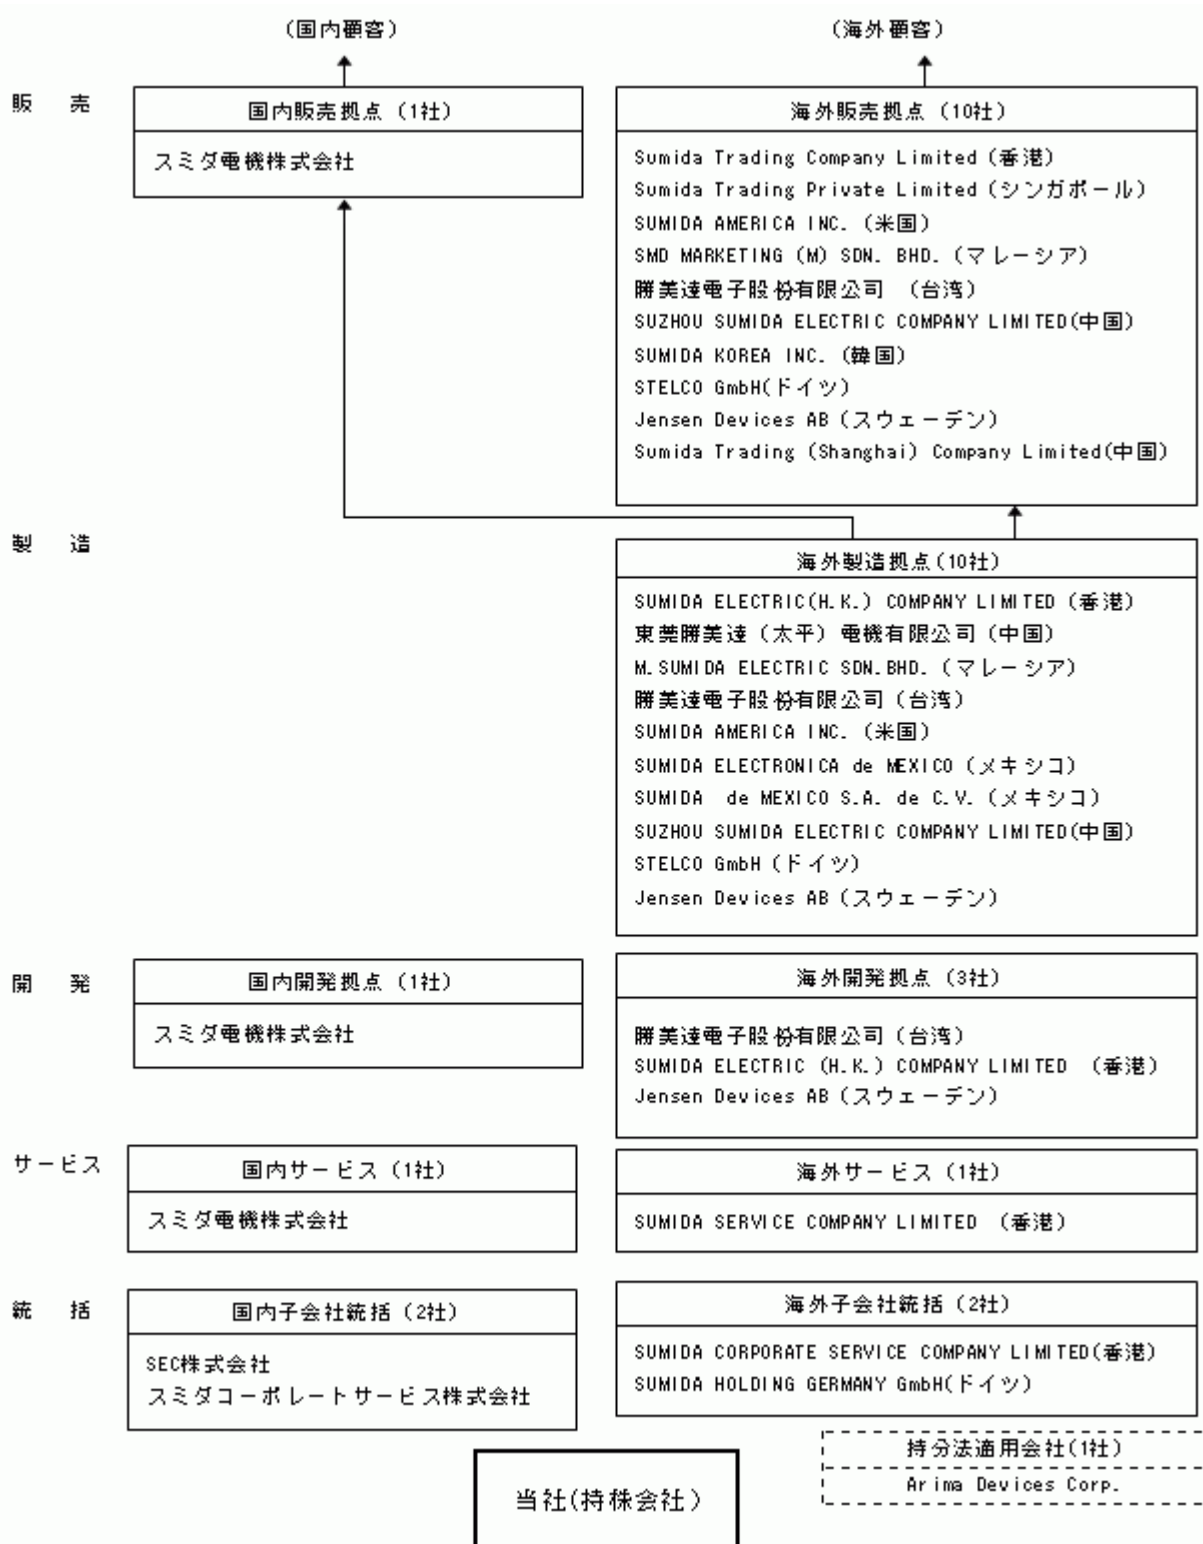 （国内顧客）
（海外顧客）
販　売
国内販売拠点（1社）
スミダ電機株式会社
海外販売拠点（10社）
Sumida Trading Company Limited（香港）
Sumida Trading Private Limited（シンガポール）
SUMIDA AMERICA INC.（米国）
SMD MARKETING (M) SDN. BHD.（マレーシア）
勝美達電子股份有限公司 （台湾）
SUZHOU SUMIDA ELECTRIC COMPANY LIMITED(中国)
SUMIDA KOREA INC.（韓国）
STELCO GmbH(ドイツ)
Jensen Devices AB（スウェーデン）
Sumida Trading (Shanghai) Company Limited(中国)
製　造
海外製造拠点(10社)
SUMIDA ELECTRIC(H.K.) COMPANY LIMITED（香港）
東莞勝美達（太平）電機有限公司（中国）
M.SUMIDA ELECTRIC SDN.BHD.（マレーシア）
勝美達電子股份有限公司（台湾）
SUMIDA AMERICA INC.（米国）
SUMIDA ELECTRONICA de MEXICO（メキシコ）
SUMIDA de MEXICO S.A. de C.V.（メキシコ）
SUZHOU SUMIDA ELECTRIC COMPANY LIMITED(中国)
STELCO GmbH（ドイツ）
Jensen Devices AB（スウェーデン）
開　発
国内開発拠点（1社）
スミダ電機株式会社
海外開発拠点（3社）
勝美達電子股份有限公司（台湾）
SUMIDA ELECTRIC (H.K.) COMPANY LIMITED （香港）
Jensen Devices AB（スウェーデン）
サービス
国内サービス（1社）
スミダ電機株式会社
海外サービス（1社）
SUMIDA SERVICE COMPANY LIMITED （香港）
統　括
国内子会社統括（2社）
SEC株式会社
スミダコーポレートサービス株式会社
海外子会社統括（2社）
SUMIDA CORPORATE SERVICE COMPANY LIMITED(香港)
SUMIDA HOLDING GERMANY GmbH(ドイツ)
持分法適用会社(1社)
Arima Devices Corp.
当社(持株会社)